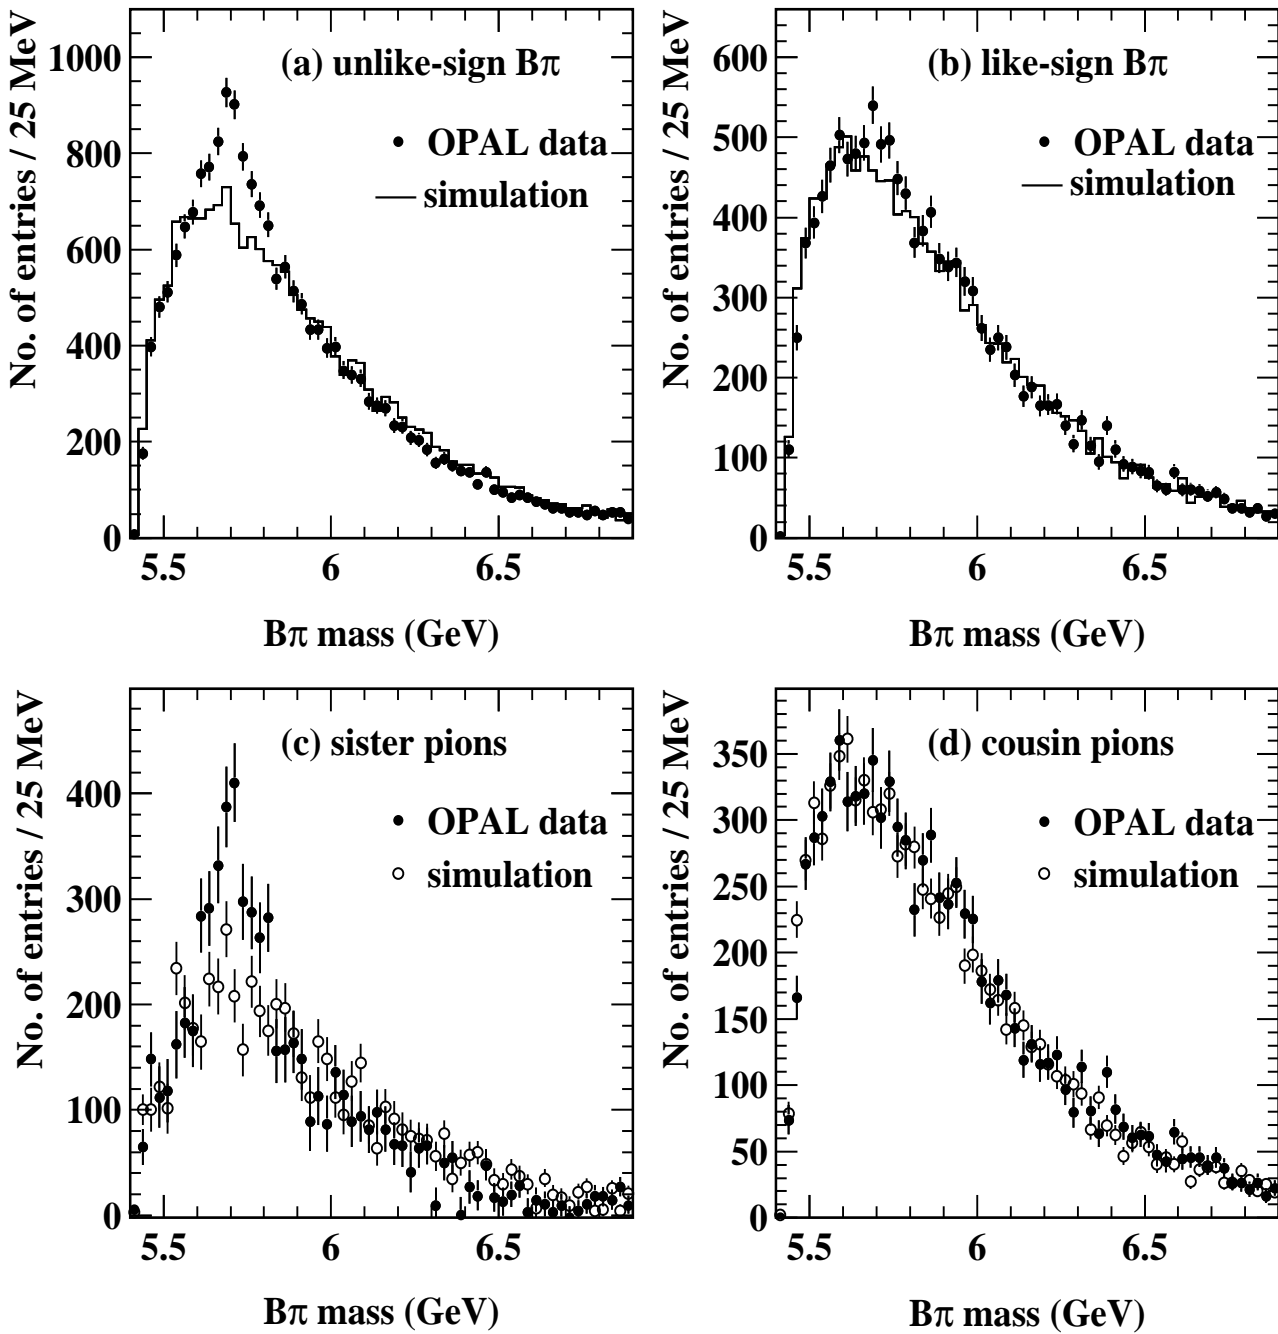 No. of entries / 25 MeV
(a) unlike-sign Bπ
OPAL data
simulation
1000
800
600
400
200
0
5.5 6 6.5
Bπ mass (GeV)
No. of entries / 25 MeV
(b) like-sign Bπ
OPAL data
simulation
600
500
400
300
200
100
0
5.5 6 6.5
Bπ mass (GeV)
No. of entries / 25 MeV
(c) sister pions
OPAL data
simulation
400
300
200
100
0
5.5 6 6.5
Bπ mass (GeV)
No. of entries / 25 MeV
(d) cousin pions
OPAL data
simulation
350
300
250
200
150
100
50
0
5.5 6 6.5
Bπ mass (GeV)